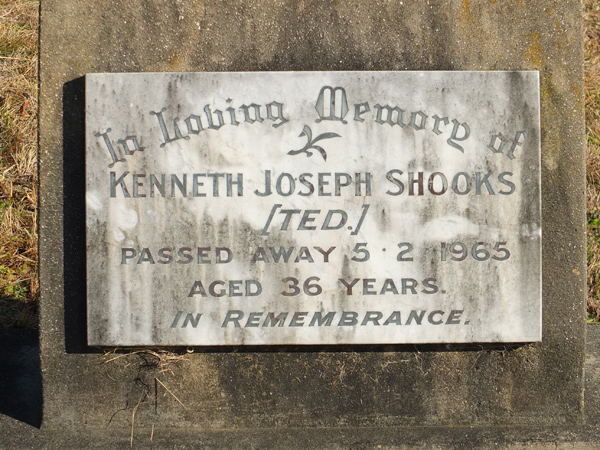 In Loving Memory of
KENNETH JOSEPH SHOOKS
[TED.]
PASSED AWAY 5·2 1965
AGED 36 YEARS.
IN REMEMBRANCE.